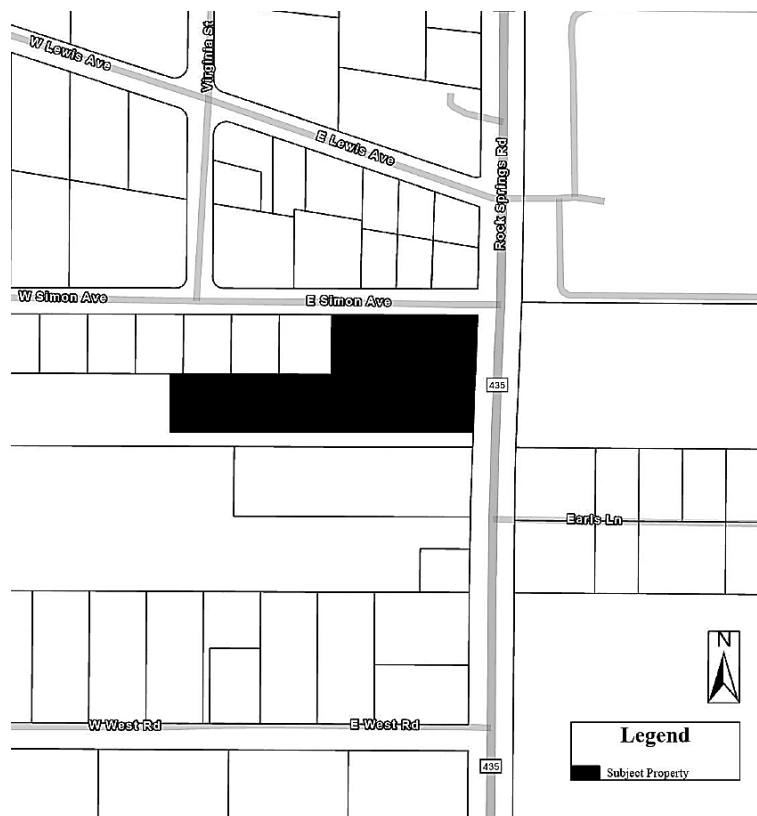 W Lewis Ave
Virginia St
E Lewis Ave
Rock Springs Rd
W Simon Ave
E Simon Ave
435
Earls Ln
N
W West Rd
E West Rd
Legend
435
Subject Property